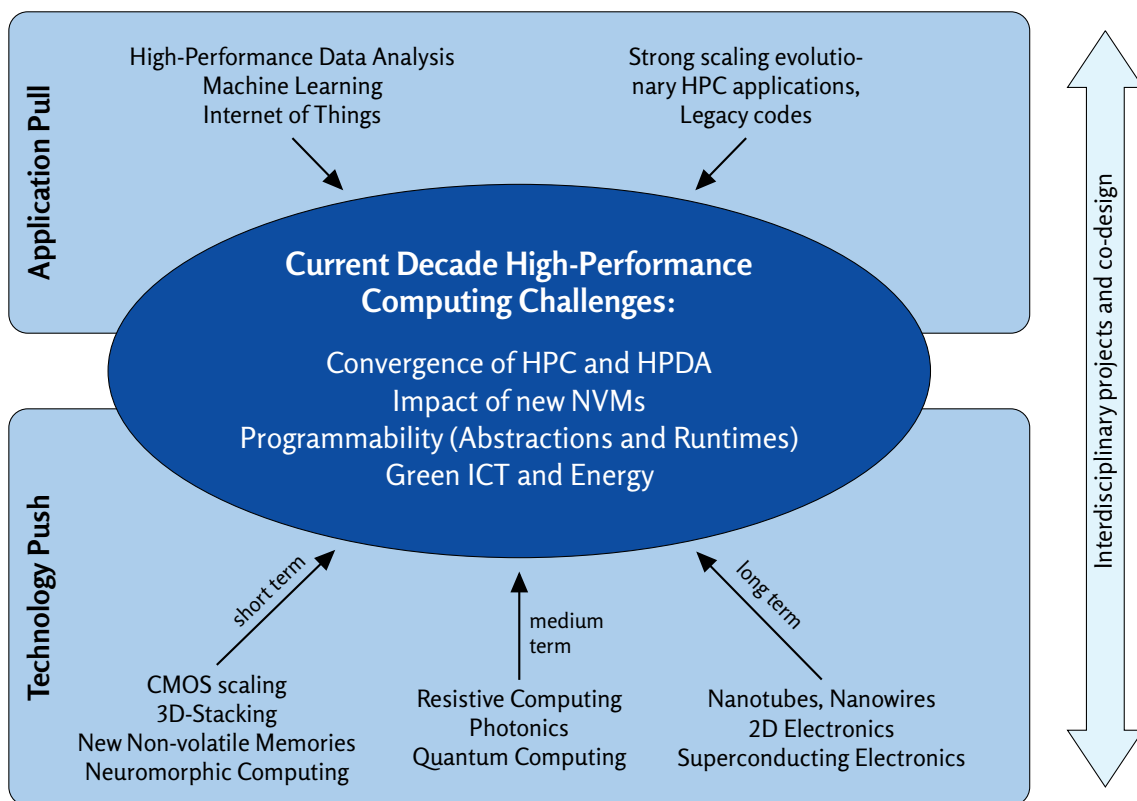 Application Pull
High-Performance Data Analysis
Machine Learning
Internet of Things
Strong scaling evolutio-
nary HPC applications,
Legacy codes
Current Decade High-Performance
Computing Challenges:
Convergence of HPC and HPDA
Impact of new NVMs
Programmability (Abstractions and Runtimes)
Green ICT and Energy
Technology Push
short term
medium
term
long term
CMOS scaling
3D-Stacking
New Non-volatile Memories
Neuromorphic Computing
Resistive Computing
Photonics
Quantum Computing
Nanotubes, Nanowires
2D Electronics
Superconducting Electronics
Interdisciplinary projects and co-design